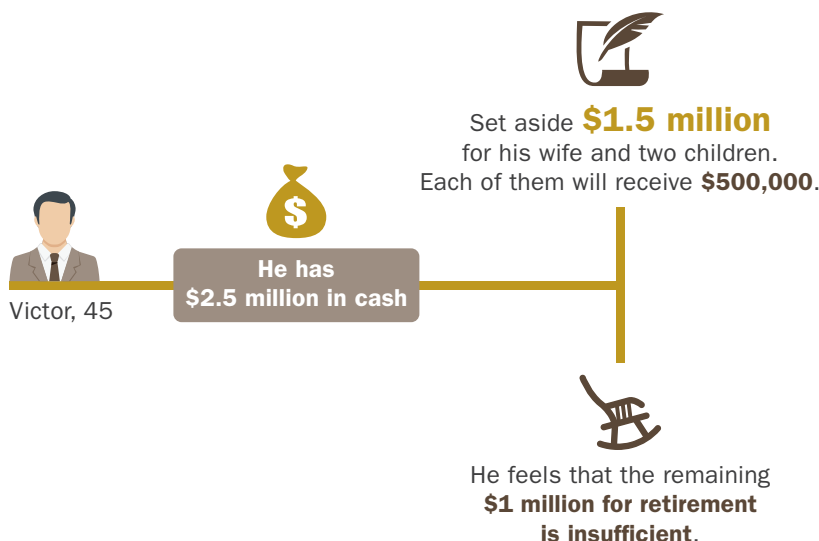 Set aside $1.5 million
for his wife and two children.
Each of them will receive $500,000.
$
He has
$2.5 million in cash
Victor, 45
He feels that the remaining
$1 million for retirement
is insufficient.